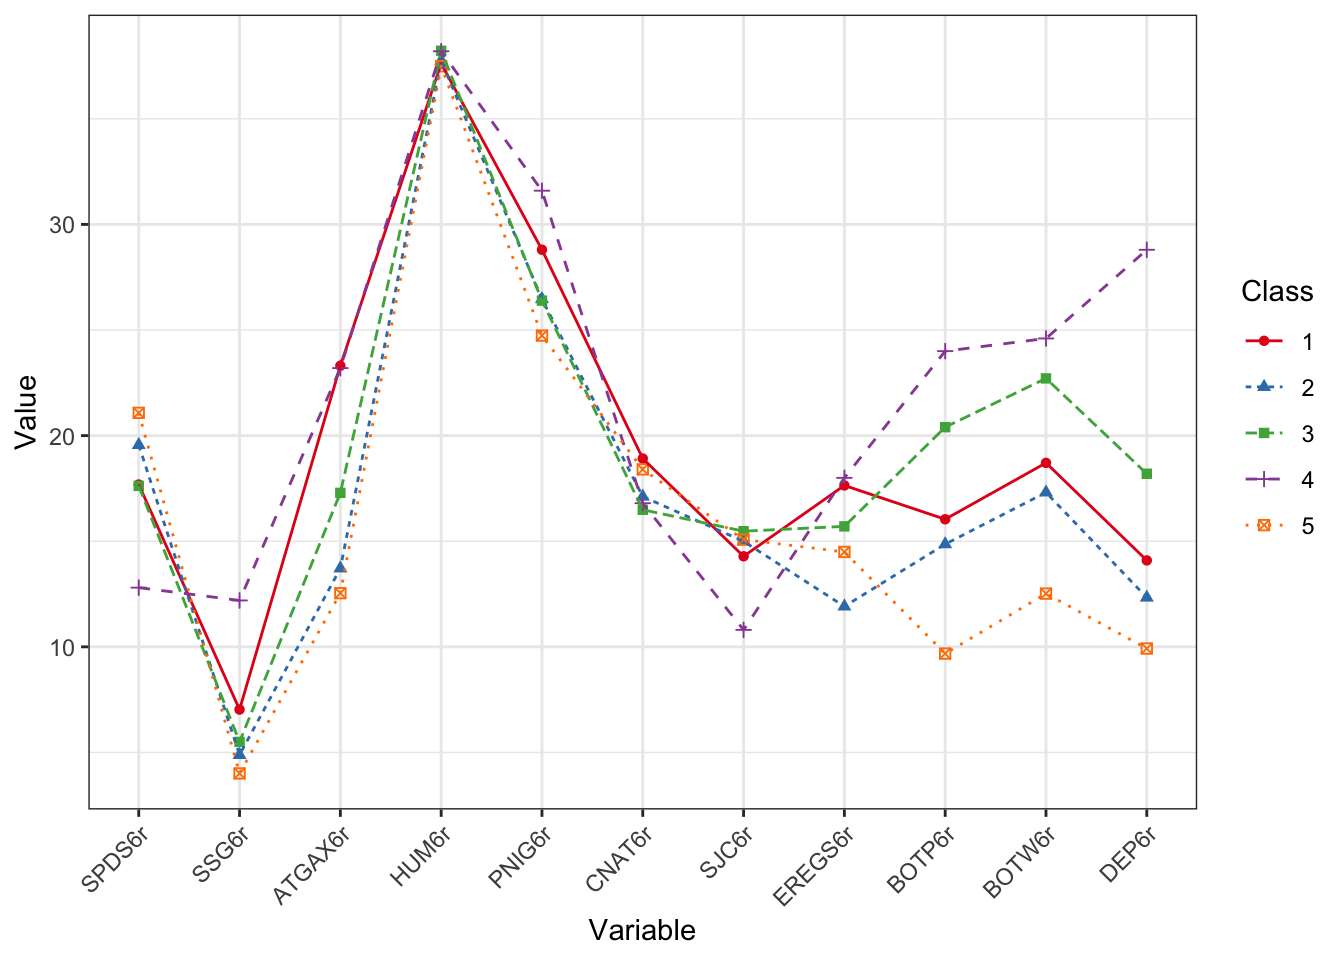 30
20
10
Value
SPDS6r
SSG6r
ATGAX6r
HUM6r
PNIG6r
CNAT6r
SJC6r
EREGS6r
BOTP6r
BOTW6r
DEP6r
Variable
Class
1
2
3
4
5